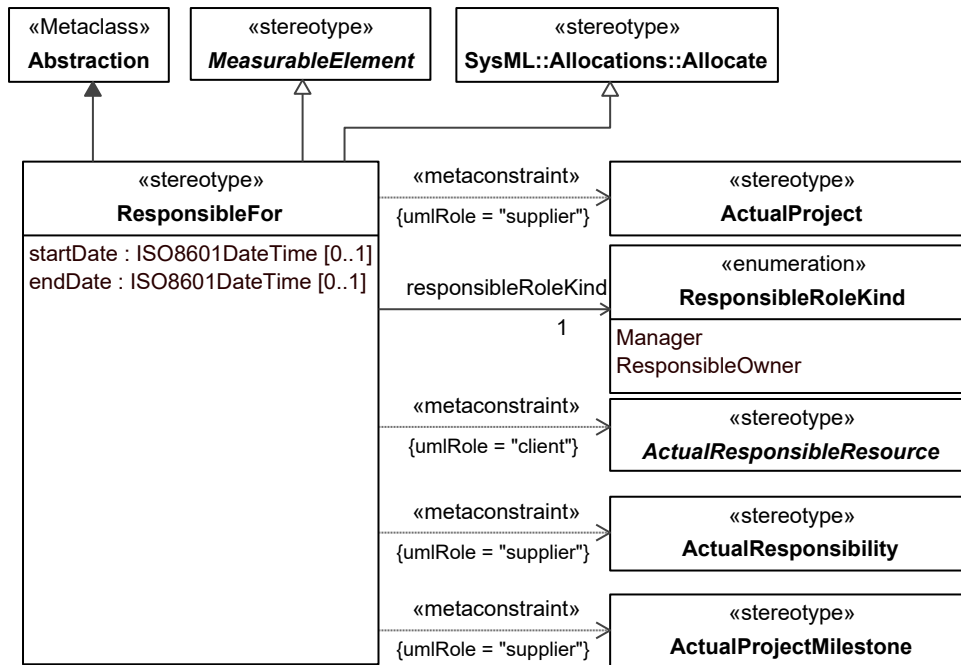 «Metaclass»
Abstraction
«stereotype»
MeasurableElement
«stereotype»
SysML::Allocations::Allocate
«stereotype»
ResponsibleFor
startDate : ISO8601DateTime [0..1]
endDate : ISO8601DateTime [0..1]
«metaconstraint»
{umlRole = "supplier"}
«stereotype»
ActualProject
responsibleRoleKind
1
«enumeration»
ResponsibleRoleKind
Manager
ResponsibleOwner
«metaconstraint»
{umlRole = "client"}
«stereotype»
ActualResponsibleResource
«metaconstraint»
{umlRole = "supplier"}
«stereotype»
ActualResponsibility
«metaconstraint»
{umlRole = "supplier"}
«stereotype»
ActualProjectMilestone